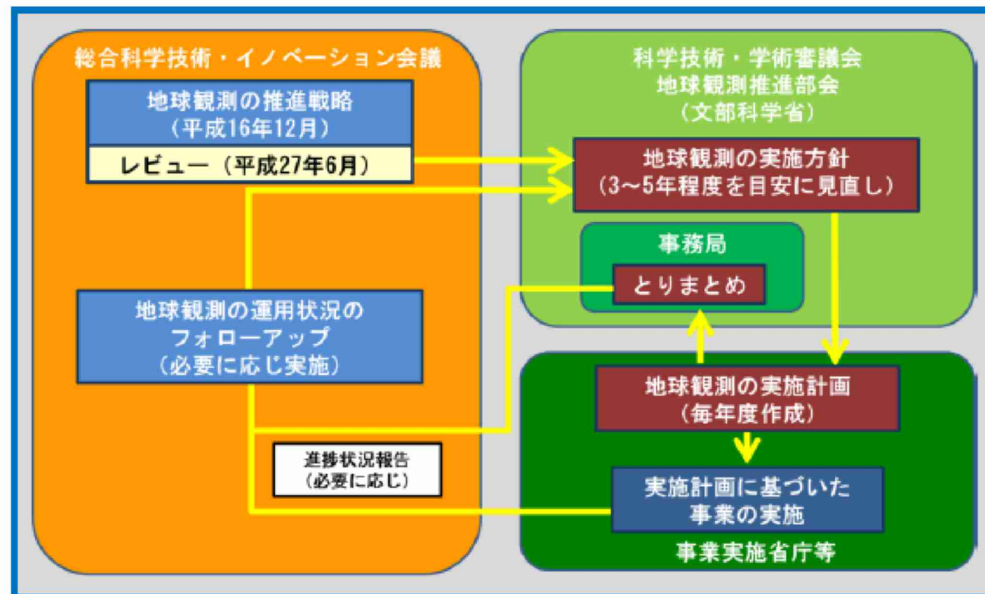 総合科学技術・イノベーション会議
地球観測の推進戦略
(平成16年12月)
レビュー(平成27年6月)
地球観測の運用状況の
フォローアップ
(必要に応じ実施)
進捗状況報告
(必要に応じ)
科学技術・学術審議会
地球観測推進部会
(文部科学省)
地球観測の実施方針
(3～5年程度を目安に見直し)
事務局
とりまとめ
地球観測の実施計画
(毎年度作成)
実施計画に基づいた
事業の実施
事業実施省庁等